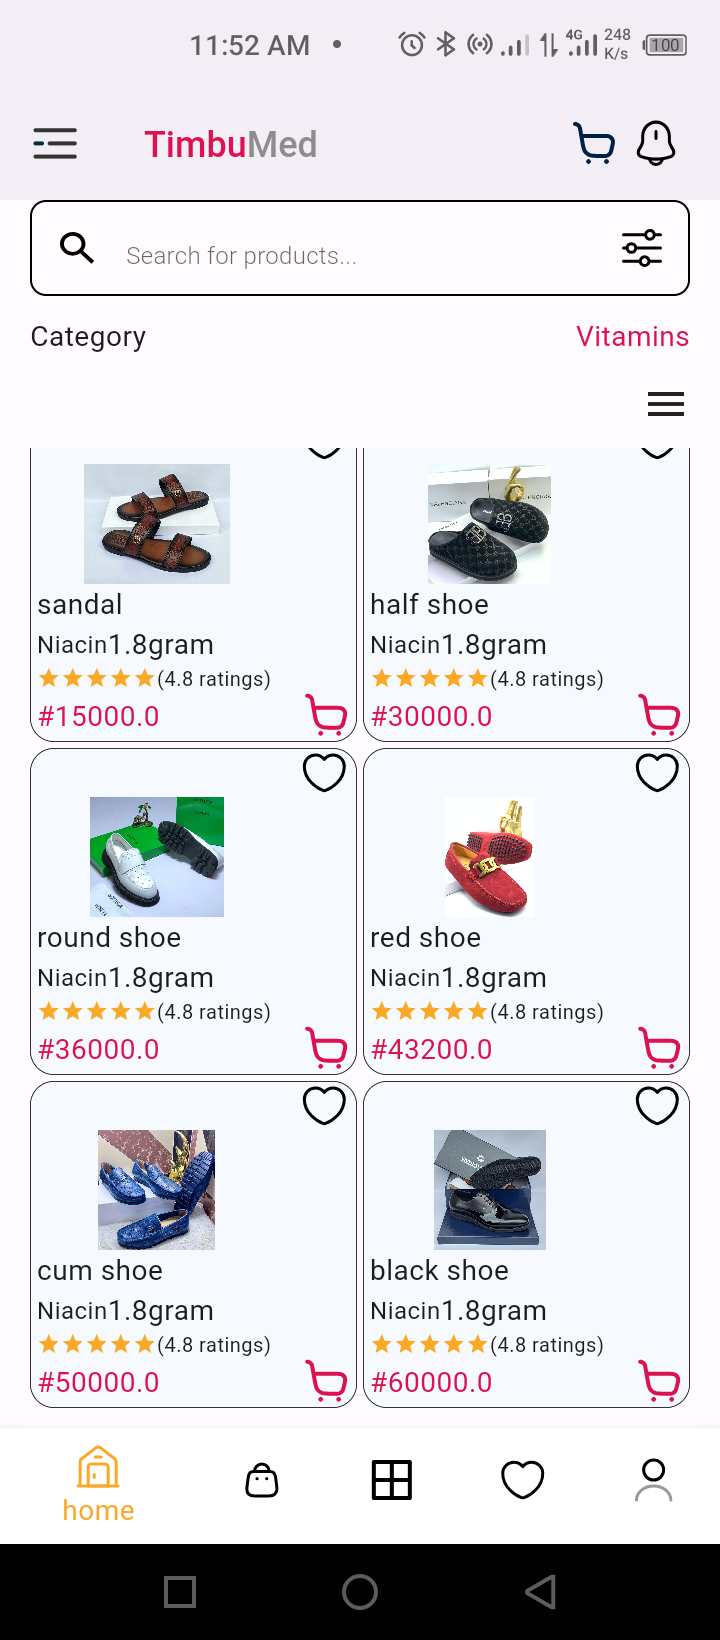 11:52 AM • 4G 248 K/s 100
TimbuMed
Search for products...
Category Vitamins
sandal half shoe
Niacin1.8gram Niacin1.8gram
(4.8 ratings) (4.8 ratings)
#15000.0 #30000.0
round shoe red shoe
Niacin1.8gram Niacin1.8gram
(4.8 ratings) (4.8 ratings)
#36000.0 #43200.0
cum shoe black shoe
Niacin1.8gram Niacin1.8gram
(4.8 ratings) (4.8 ratings)
#50000.0 #60000.0
home